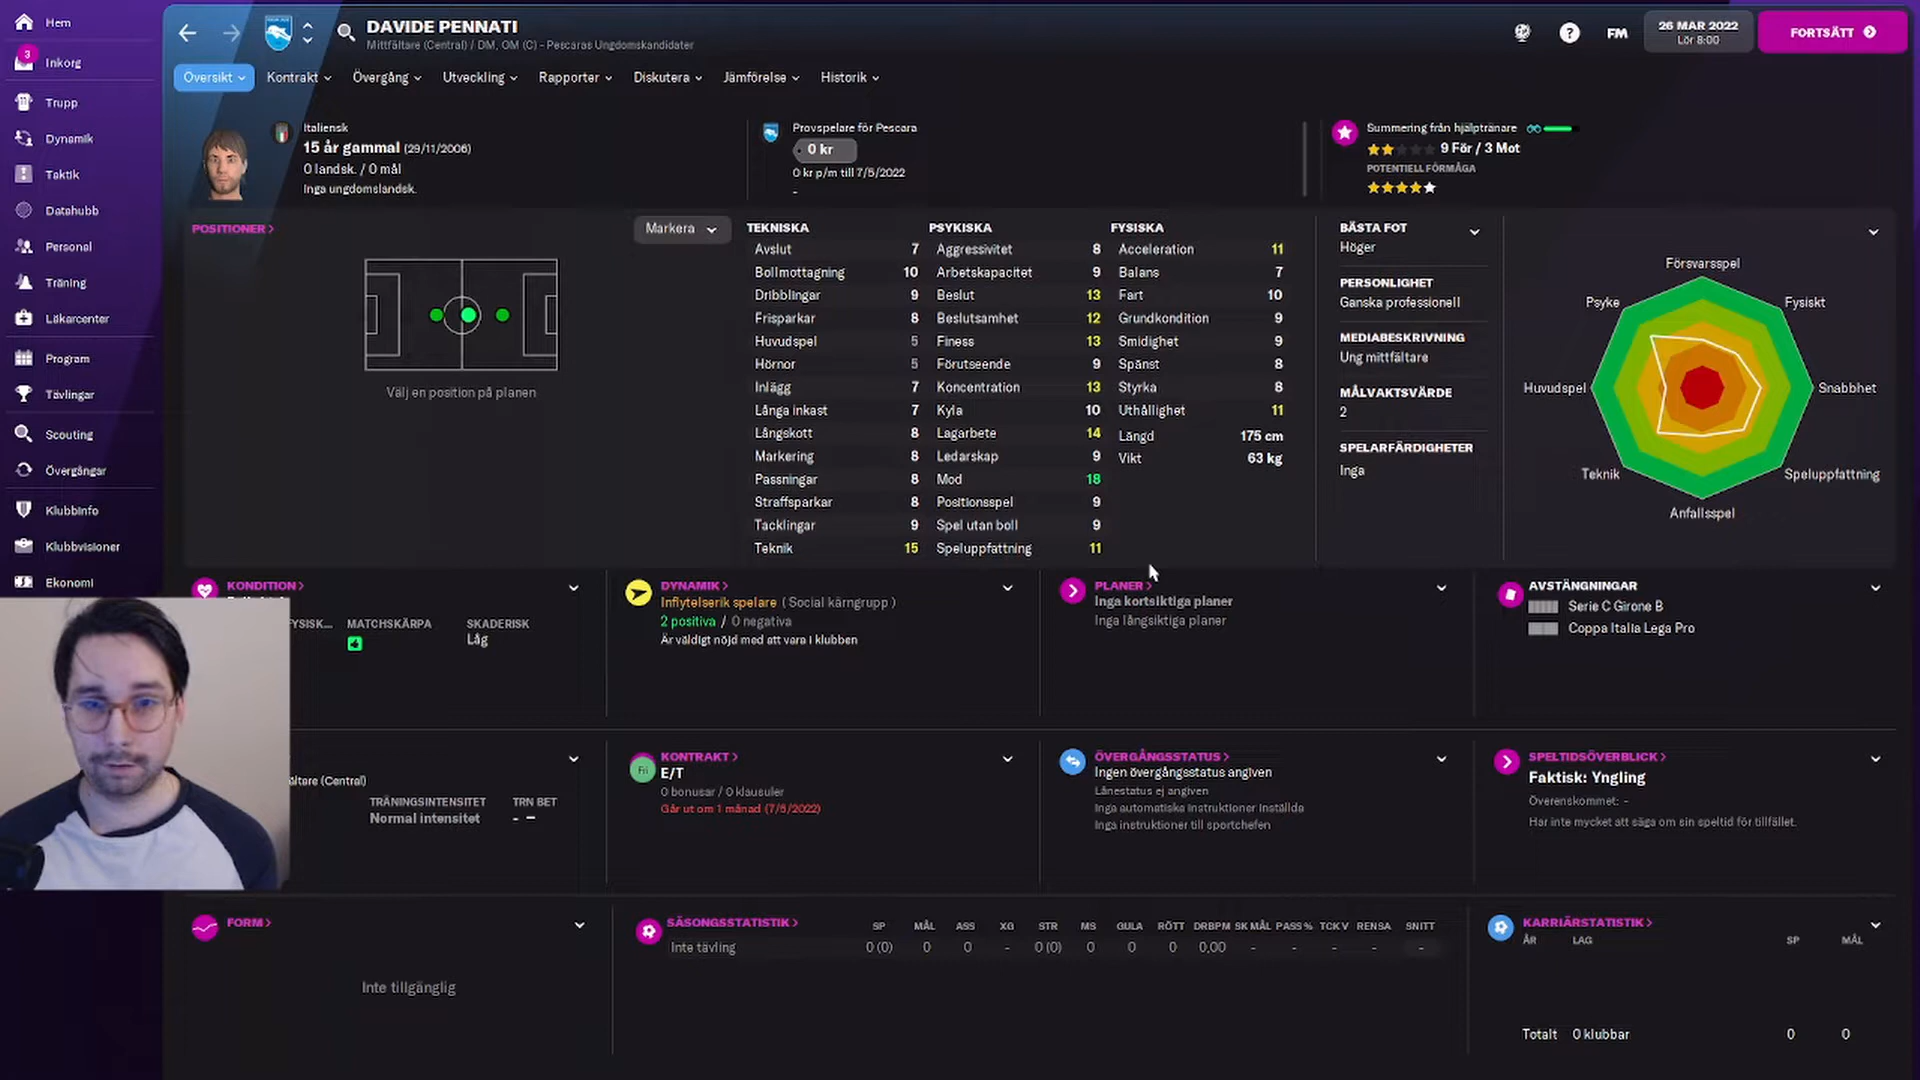 Hem
3
Inkorg
Trupp
Dynamik
Taktik
Datahubb
Personal
Träning
Läkarcenter
Program
Tävlingar
Scouting
Övergångar
Klubbinfo
Klubbvisioner
Ekonomi
DAVIDE PENNATI
Mittfältare (Central) / DM, OM (C) - Pescaras Ungdomskandidater
?
FM
26 MAR 2022
Lör 8:00
FORTSÄTT
Översikt
Kontrakt
Övergång
Utveckling
Rapporter
Diskutera
Jämförelse
Historik
Italiensk
15 år gammal (29/11/2006)
0 landsk. / 0 mål
Inga ungdomslandsk.
Provspelare för Pescara
0 kr
0 kr p/m till 7/5/2022
-
Summering från hjälptränare
9 För / 3 Mot
POTENTIELL FÖRMÅGA
POSITIONER >
Markera
Välj en position på planen
TEKNISKA
Avslut 7
Bollmottagning 10
Dribblingar 9
Frisparkar 8
Huvudspel 5
Hörnor 5
Inlägg 7
Långa inkast 7
Långskott 8
Markering 8
Passningar 8
Straffsparkar 8
Tacklingar 9
Teknik 15
PSYKISKA
Aggressivitet 8
Arbetskapacitet 9
Beslut 13
Beslutsamhet 12
Finess 13
Förutseende 9
Koncentration 13
Kyla 10
Lagarbete 14
Ledarskap 9
Mod 18
Positionsspel 9
Spel utan boll 9
Speluppfattning 11
FYSISKA
Acceleration 11
Balans 7
Fart 10
Grundkondition 9
Smidighet 9
Spänst 8
Styrka 8
Uthållighet 11
Längd 175 cm
Vikt 63 kg
BÄSTA FOT
Höger
PERSONLIGHET
Ganska professionell
MEDIABESKRIVNING
Ung mittfältare
MÅLVAKTSVÄRDE
2
SPELARFÄRDIGHETER
Inga
Försvarsspel
Psyke
Fysiskt
Huvudspel
Snabbhet
Teknik
Speluppfattning
Anfallsspel
KONDITION >
FYSISK... MATCHSKÄRPA SKADERISK
Låg
DYNAMIK >
Inflytelserik spelare ( Social kärngrupp )
2 positiva / 0 negativa
Är väldigt nöjd med att vara i klubben
PLANER >
Inga kortsiktiga planer
Inga långsiktiga planer
AVSTÄNGNINGAR
Serie C Girone B
Coppa Italia Lega Pro
ältare (Central)
TRÄNINGSINTENSITET TRN BET
Normal intensitet - -
KONTRAKT >
Fri
E/T
0 bonusar / 0 klausuler
Går ut om 1 månad (7/5/2022)
ÖVERGÅNGSSTATUS >
Ingen övergångsstatus angiven
Lånestatus ej angiven
Inga automatiska instruktioner inställda
Inga instruktioner till sportchefen
SPELTIDSÖVERBLICK >
Faktisk: Yngling
Överenskommet: -
Har inte mycket att säga om sin speltid för tillfället.
FORM >
Inte tillgänglig
SÄSONGSSTATISTIK > SP MÅL ASS XG STR MS GULA RÖTT DRBPM SK MÅL PASS % TCK V RENSA SNITT
Inte tävling 0 (0) 0 0 - 0 (0) 0 0 0 0,00 - - - - -
KARRIÄRSTATISTIK >
ÅR LAG SP MÅL
Totalt 0 klubbar 0 0